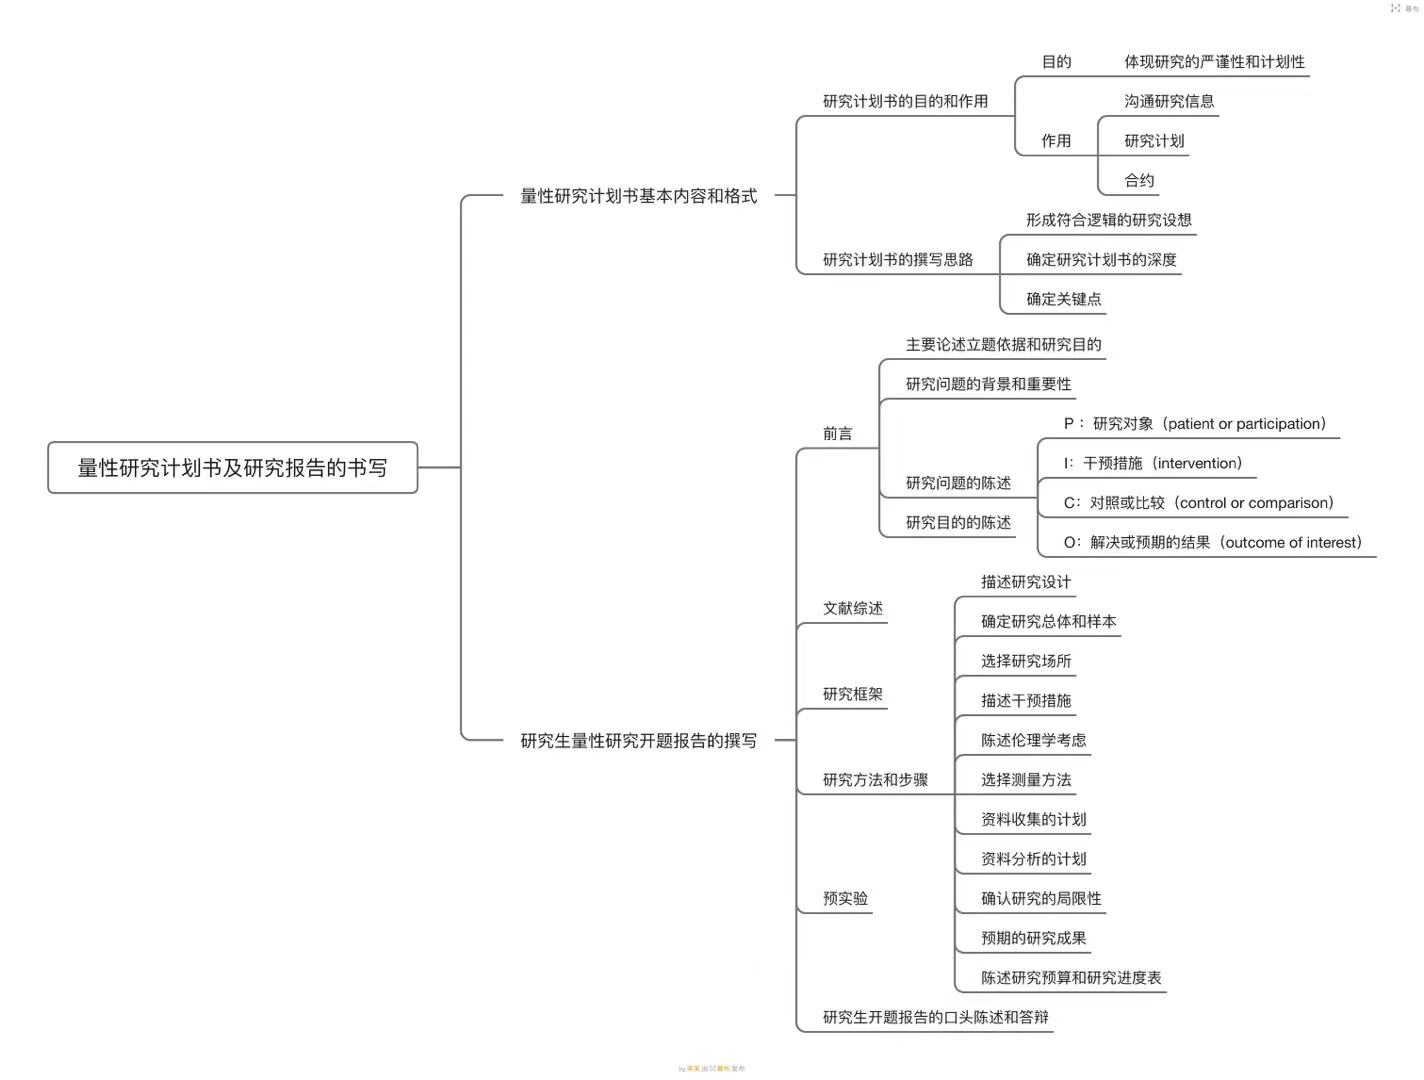 幕布
量性研究计划书及研究报告的书写
量性研究计划书基本内容和格式
研究计划书的目的和作用
目的
体现研究的严谨性和计划性
作用
沟通研究信息
研究计划
合约
研究计划书的撰写思路
形成符合逻辑的研究设想
确定研究计划书的深度
确定关键点
研究生量性研究开题报告的撰写
前言
主要论述立题依据和研究目的
研究问题的背景和重要性
研究问题的陈述
P：研究对象（patient or participation）
I：干预措施（intervention）
C：对照或比较（control or comparison）
O：解决或预期的结果（outcome of interest）
研究目的的陈述
文献综述
研究框架
研究方法和步骤
描述研究设计
确定研究总体和样本
选择研究场所
描述干预措施
陈述伦理学考虑
选择测量方法
资料收集的计划
资料分析的计划
确认研究的局限性
预期的研究成果
陈述研究预算和研究进度表
预实验
研究生开题报告的口头陈述和答辩
by 由 幕布 发布